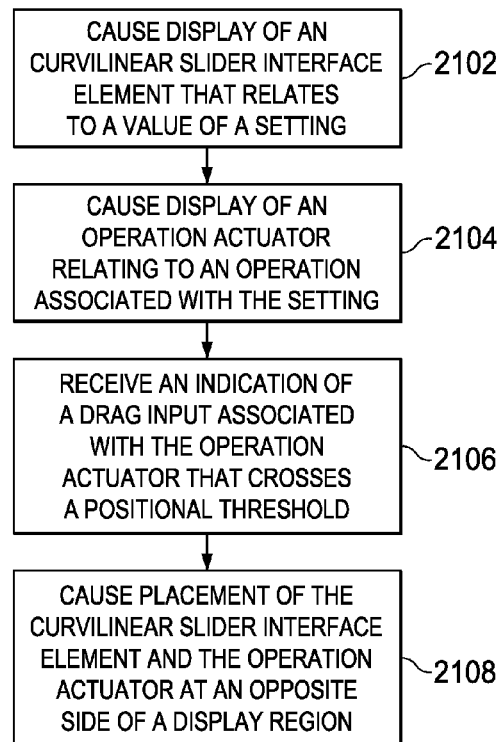 CAUSE DISPLAY OF AN
CURVILINEAR SLIDER INTERFACE
ELEMENT THAT RELATES
TO A VALUE OF A SETTING
2102
CAUSE DISPLAY OF AN
OPERATION ACTUATOR
RELATING TO AN OPERATION
ASSOCIATED WITH THE SETTING
2104
RECEIVE AN INDICATION OF
A DRAG INPUT ASSOCIATED
WITH THE OPERATION
ACTUATOR THAT CROSSES
A POSITIONAL THRESHOLD
2106
CAUSE PLACEMENT OF THE
CURVILINEAR SLIDER INTERFACE
ELEMENT AND THE OPERATION
ACTUATOR AT AN OPPOSITE
SIDE OF A DISPLAY REGION
2108